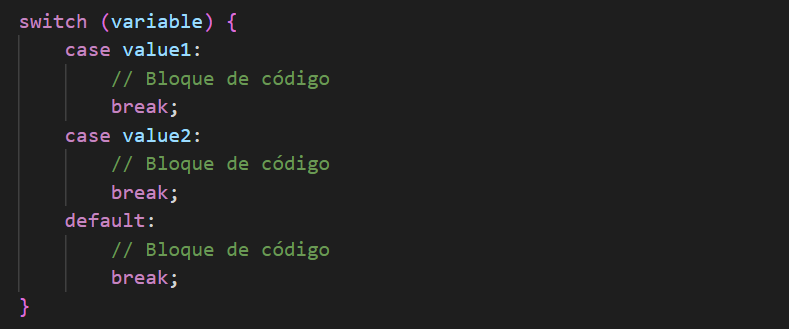 switch (variable) {
    case value1:
        // Bloque de código
        break;
    case value2:
        // Bloque de código
        break;
    default:
        // Bloque de código
        break;
}